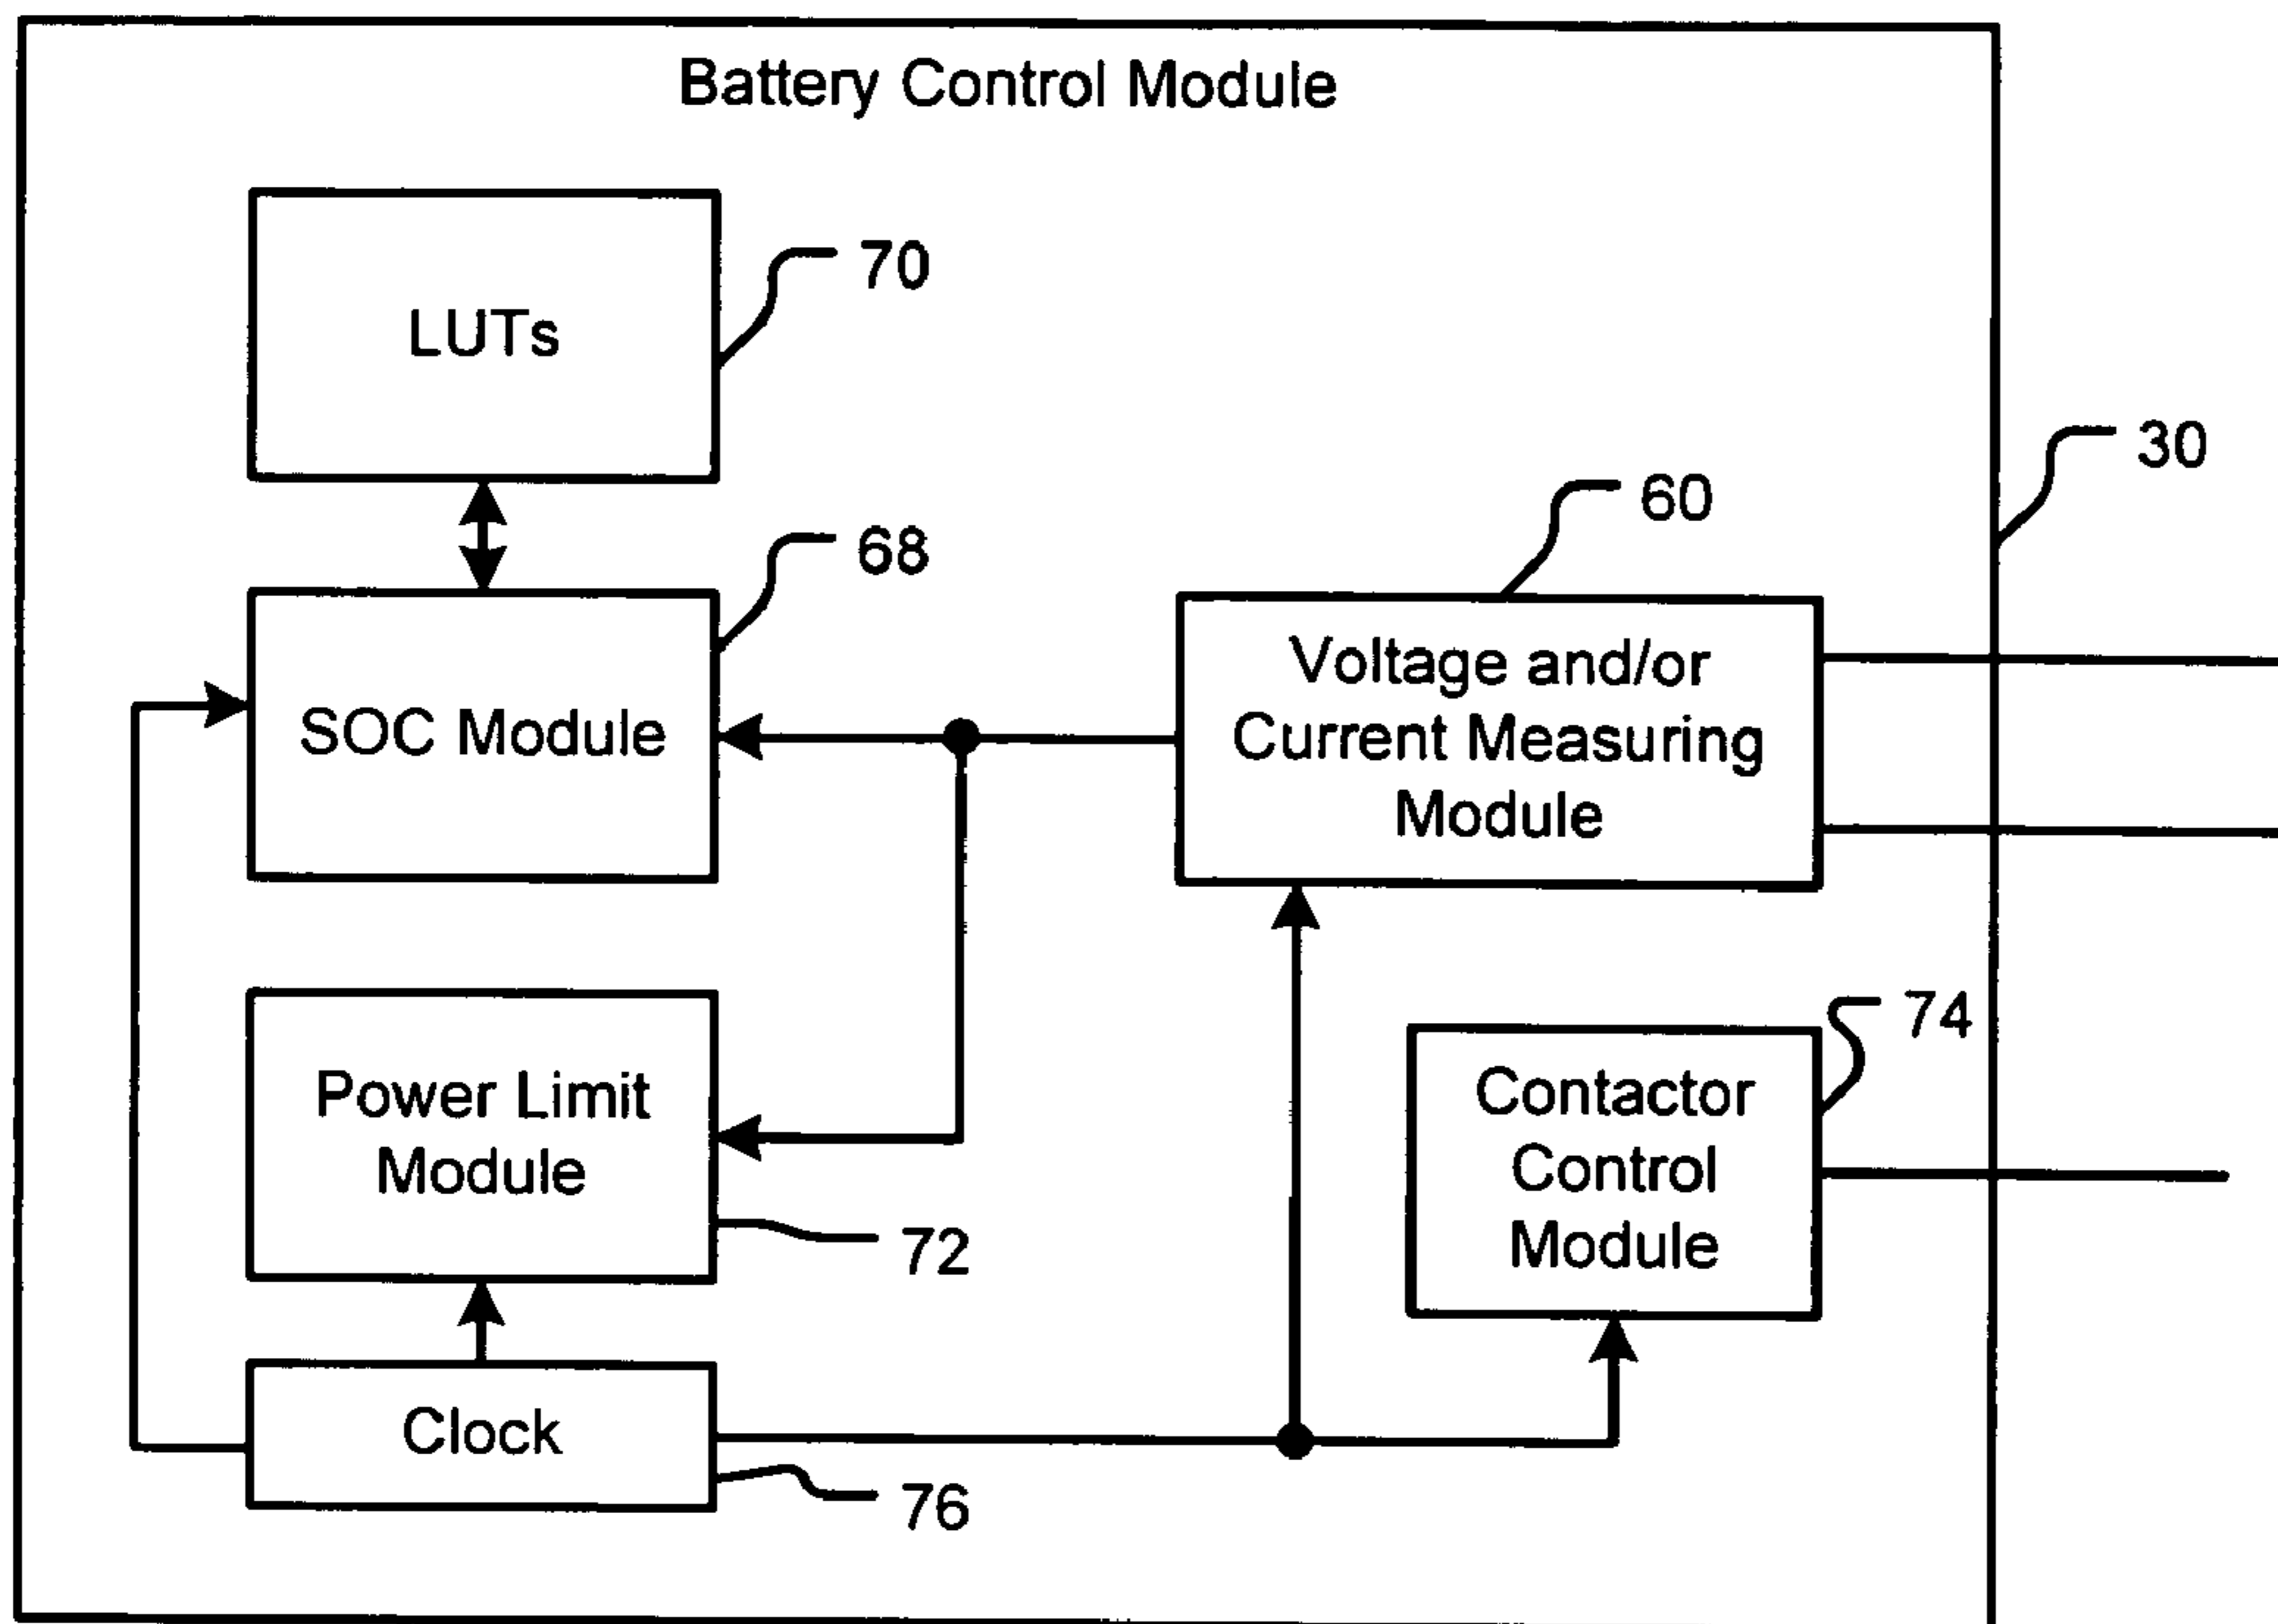 Battery Control Module
LUTs
70
30
60
68
SOC Module
Voltage and/or
Current Measuring
Module
74
Power Limit
Module
72
Contactor
Control
Module
Clock
76